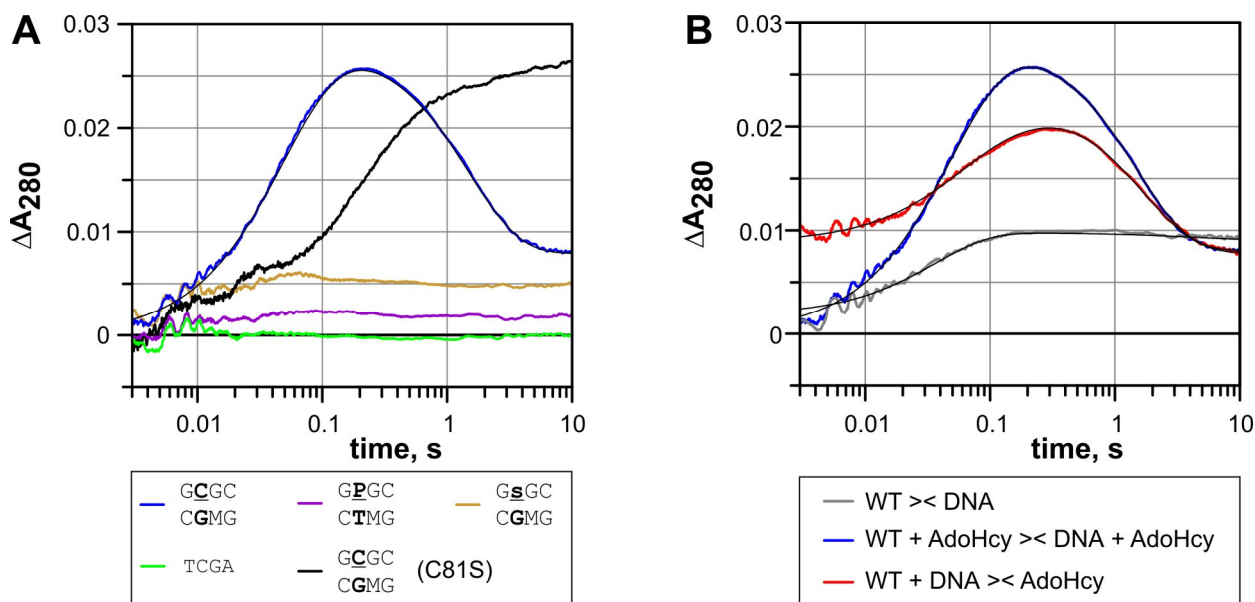 A
ΔA280
0.03
0.02
0.01
0
0.01
0.1
1
10
time, s
GCGC
CGMG
GPGC
CTMG
GsGC
CGMG
TCGA
GCGC
CGMG
(C81S)
B
ΔA280
0.03
0.02
0.01
0
0.01
0.1
1
10
time, s
WT >< DNA
WT + AdoHcy >< DNA + AdoHcy
WT + DNA >< AdoHcy